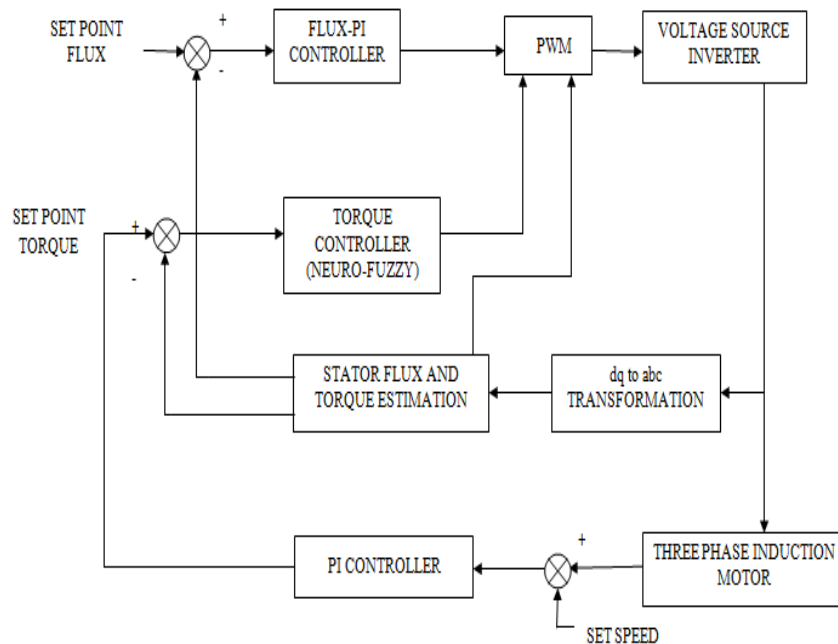 SET POINT
FLUX
+
-
FLUX-PI
CONTROLLER
PWM
VOLTAGE SOURCE
INVERTER
SET POINT
TORQUE
+
-
TORQUE
CONTROLLER
(NEURO-FUZZY)
STATOR FLUX AND
TORQUE ESTIMATION
dq to abc
TRANSFORMATION
PI CONTROLLER
+
THREE PHASE INDUCTION
MOTOR
SET SPEED